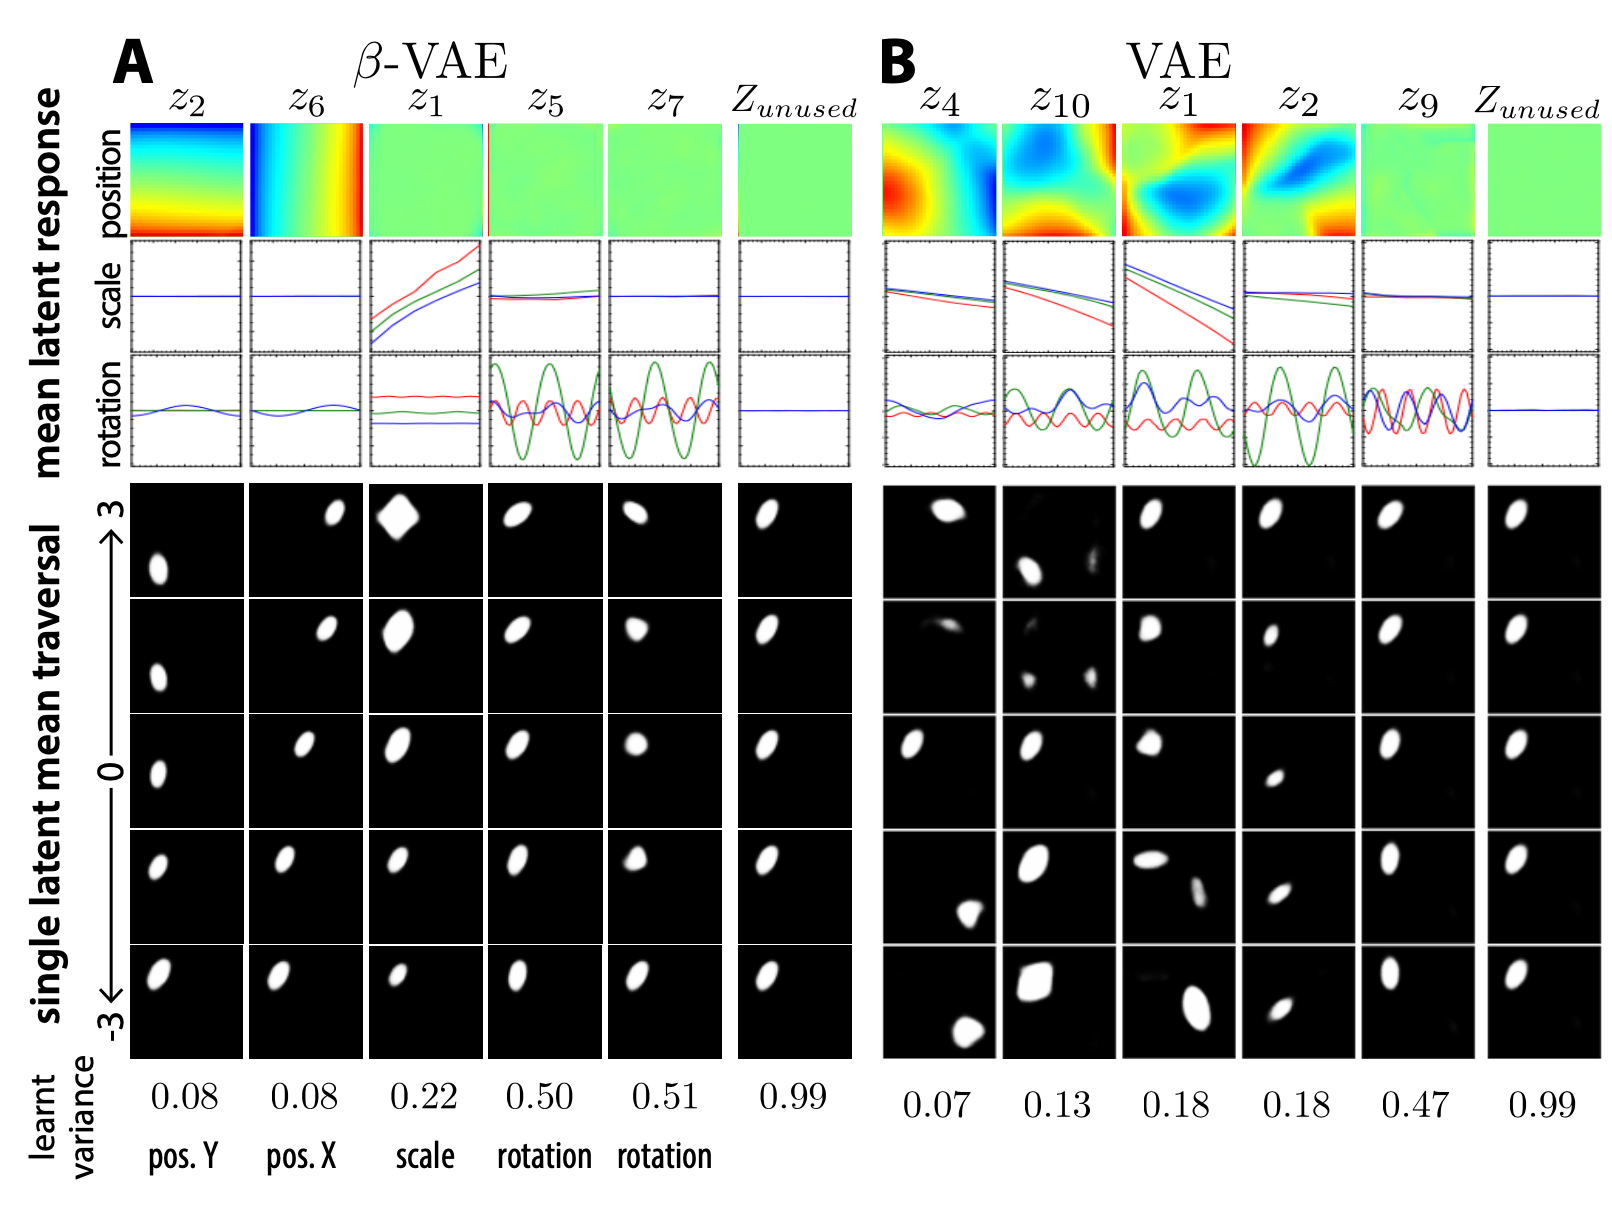 A
β-VAE
B
VAE
z2 z6 z1 z5 z7 Zunused
z4 z10 z1 z2 z9 Zunused
mean latent response
position
scale
rotation
single latent mean traversal
-3 0 3
learnt
variance
0.08 0.08 0.22 0.50 0.51 0.99
0.07 0.13 0.18 0.18 0.47 0.99
pos. Y pos. X scale rotation rotation